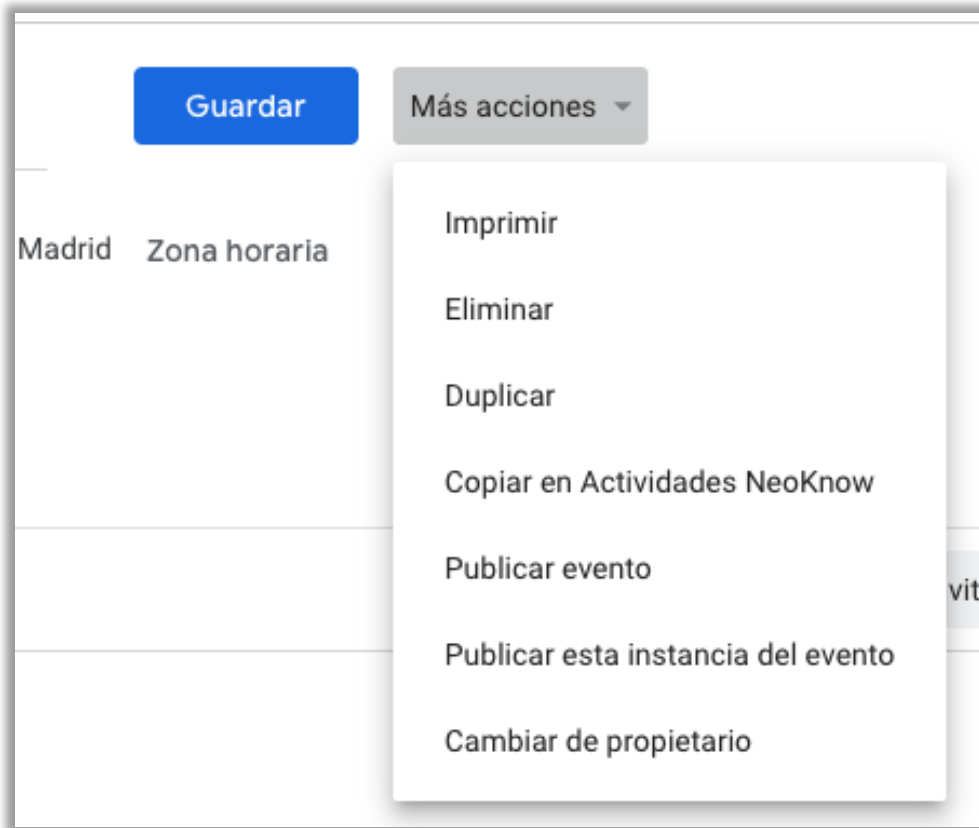 Guardar Más acciones
Imprimir
Madrid Zona horaria
Eliminar
Duplicar
Copiar en Actividades NeoKnow
Publicar evento
vit
Publicar esta instancia del evento
Cambiar de propietario